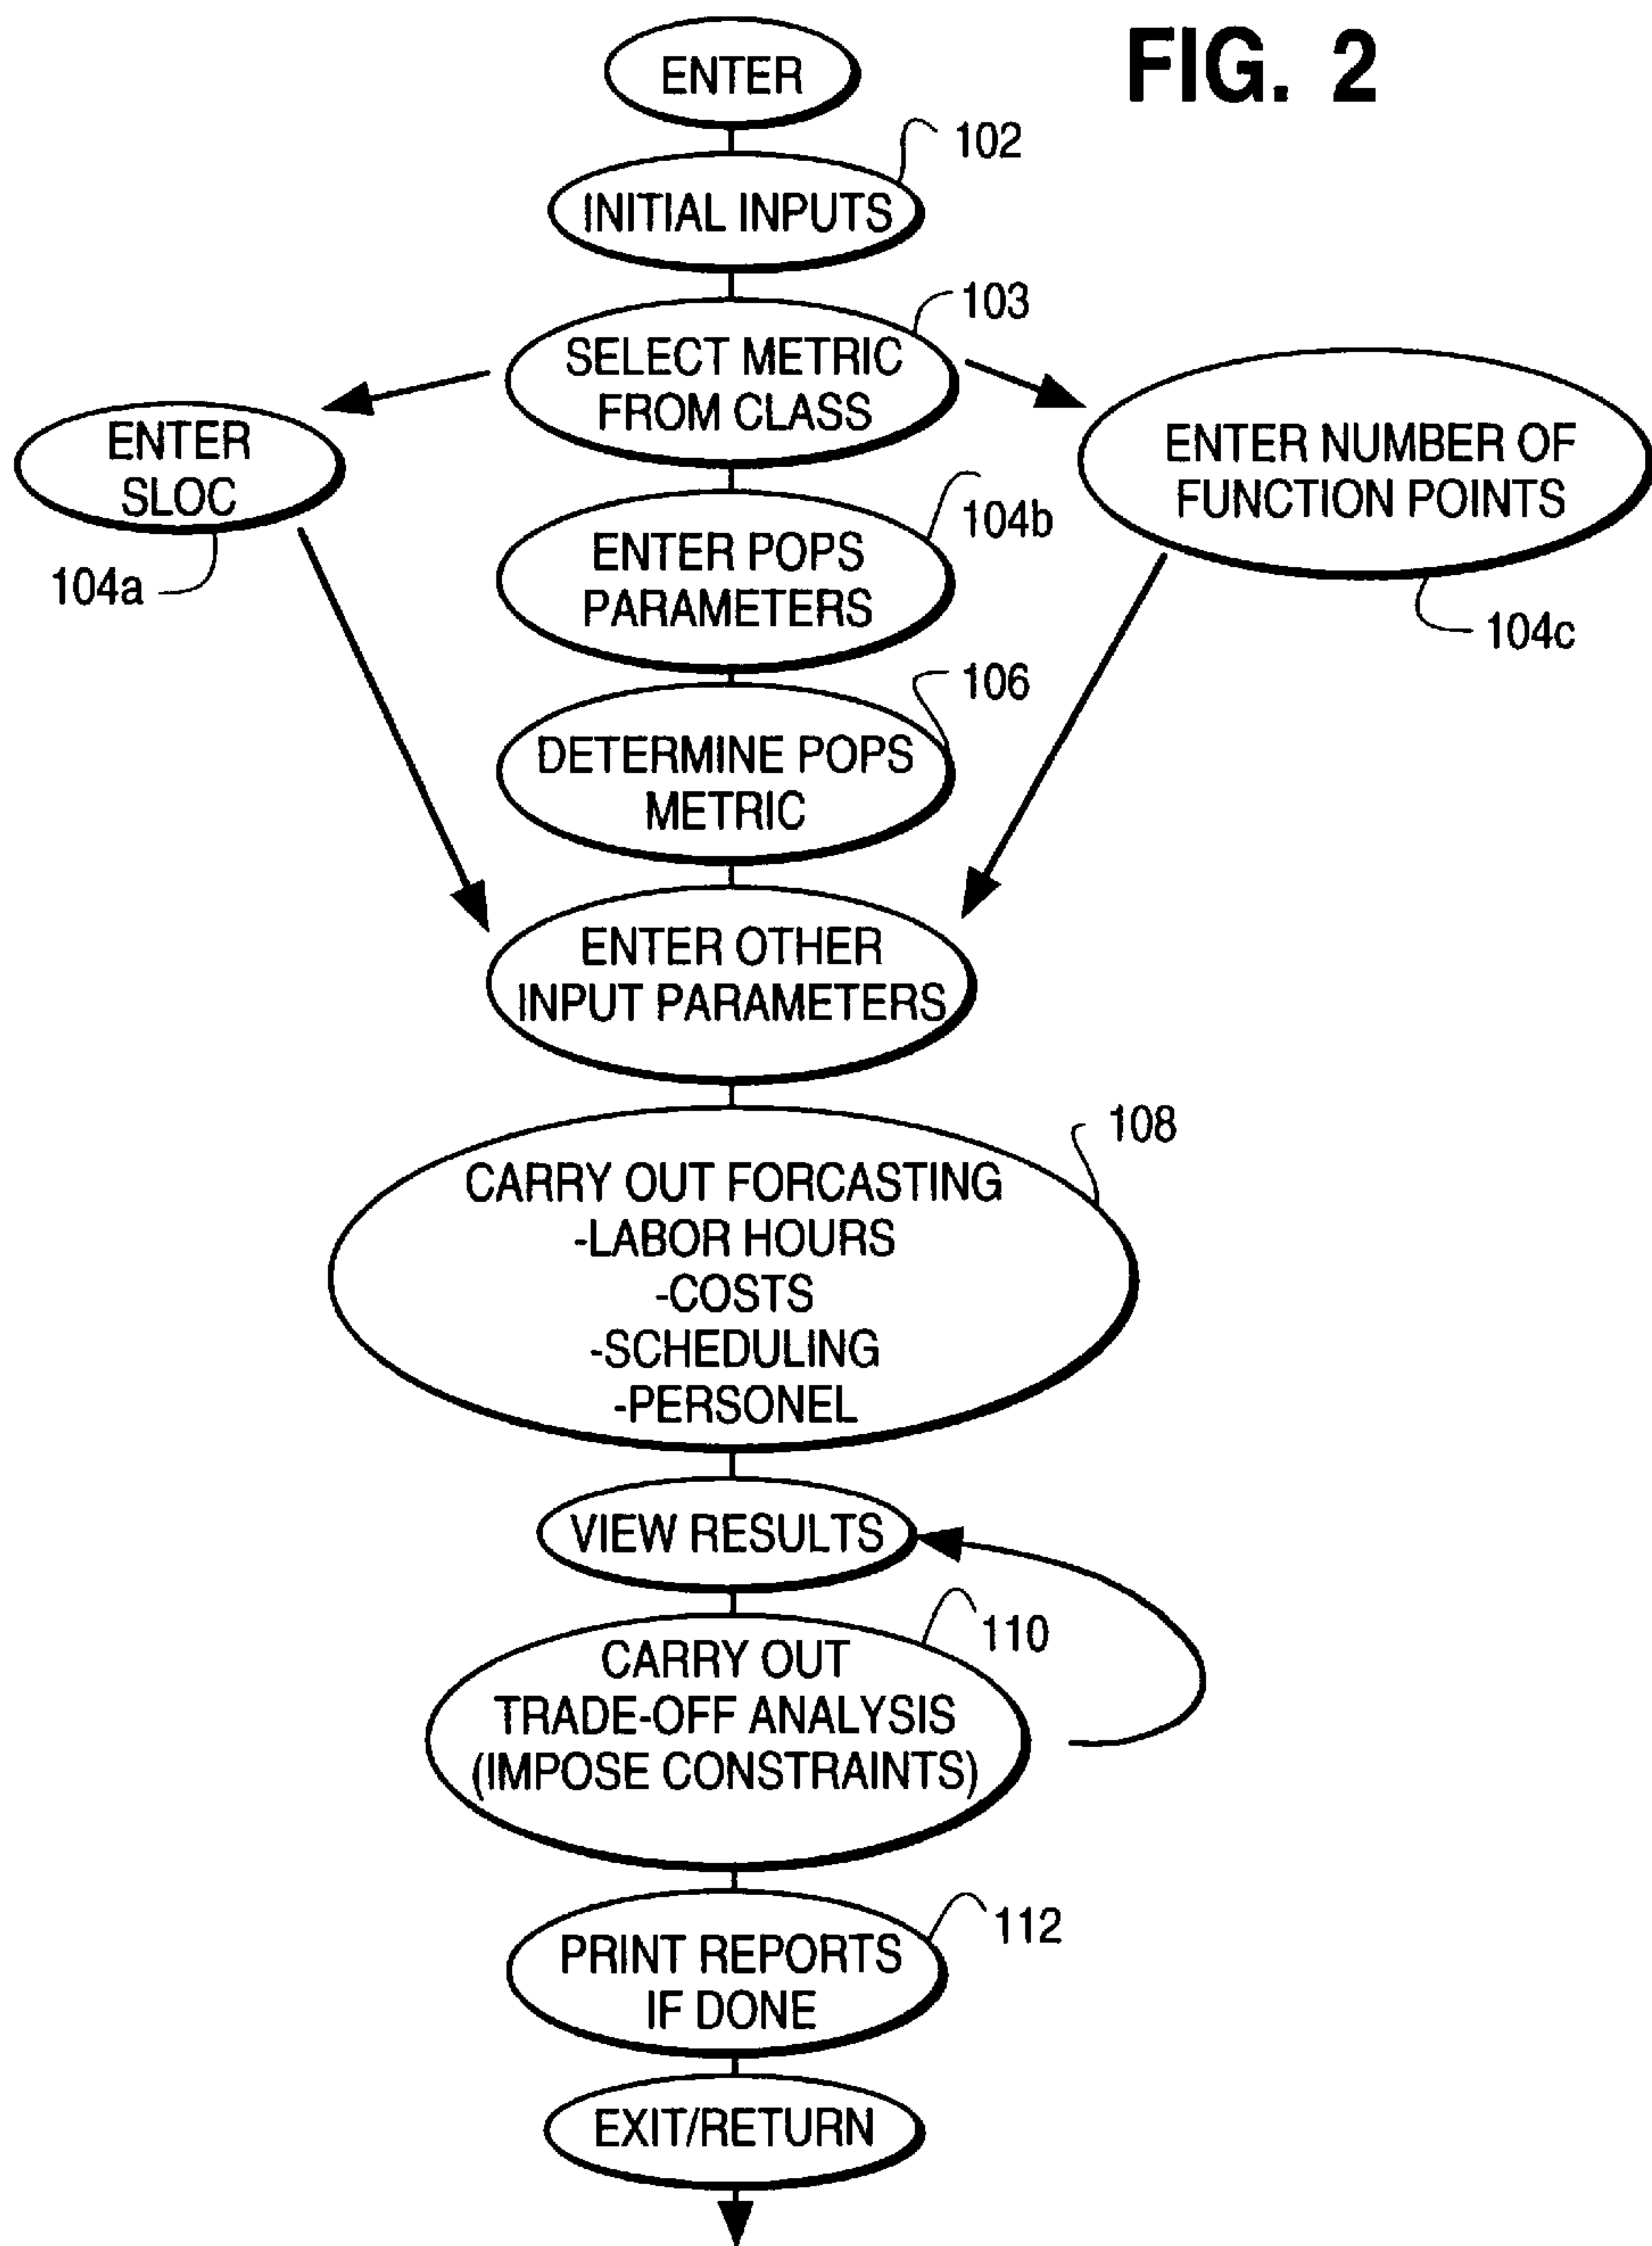 FIG. 2
ENTER
102
INITIAL INPUTS
103
SELECT METRIC
FROM CLASS
ENTER
SLOC
104a
ENTER POPS
PARAMETERS
104b
ENTER NUMBER OF
FUNCTION POINTS
104c
106
DETERMINE POPS
METRIC
ENTER OTHER
INPUT PARAMETERS
108
CARRY OUT FORCASTING
-LABOR HOURS
-COSTS
-SCHEDULING
-PERSONEL
VIEW RESULTS
110
CARRY OUT
TRADE-OFF ANALYSIS
(IMPOSE CONSTRAINTS)
112
PRINT REPORTS
IF DONE
EXIT/RETURN